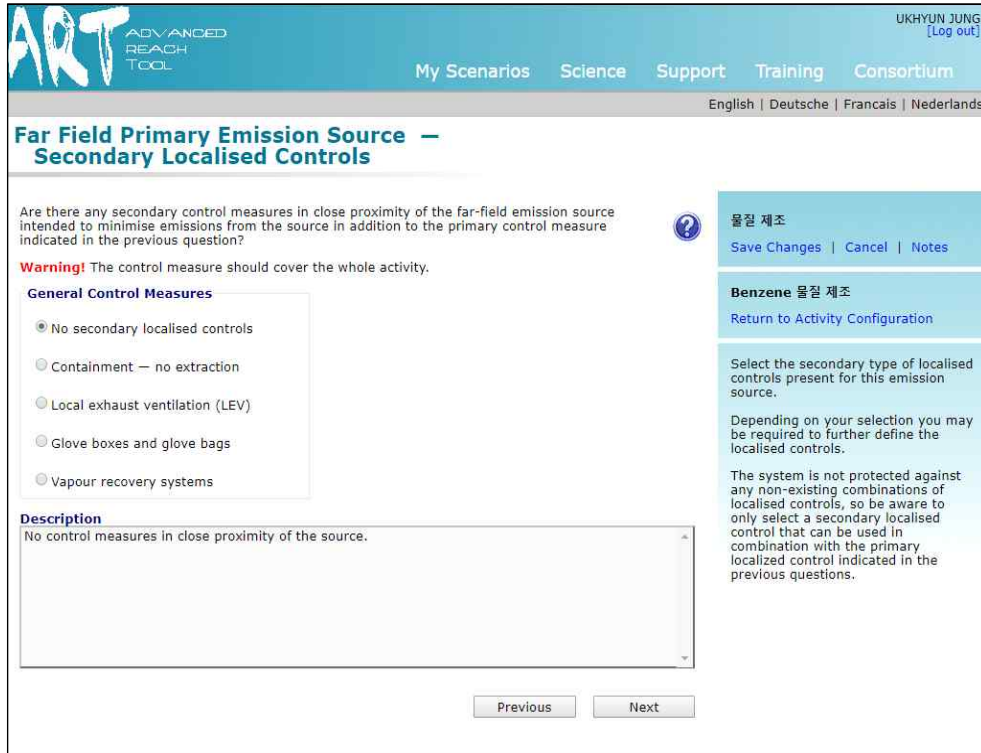 ART
ADVANCED
REACH
TOOL
UKHYUN JUNG
[Log out]
My Scenarios Science Support Training Consortium
English | Deutsche | Francais | Nederlands
Far Field Primary Emission Source —
Secondary Localised Controls
Are there any secondary control measures in close proximity of the far-field emission source
intended to minimise emissions from the source in addition to the primary control measure
indicated in the previous question?
Warning! The control measure should cover the whole activity.
General Control Measures
No secondary localised controls
Containment — no extraction
Local exhaust ventilation (LEV)
Glove boxes and glove bags
Vapour recovery systems
Description
No control measures in close proximity of the source.
Previous Next
?
물질 제조
Save Changes | Cancel | Notes
Benzene 물질 제조
Return to Activity Configuration
Select the secondary type of localised
controls present for this emission
source.
Depending on your selection you may
be required to further define the
localised controls.
The system is not protected against
any non-existing combinations of
localised controls, so be aware to
only select a secondary localised
control that can be used in
combination with the primary
localized control indicated in the
previous questions.